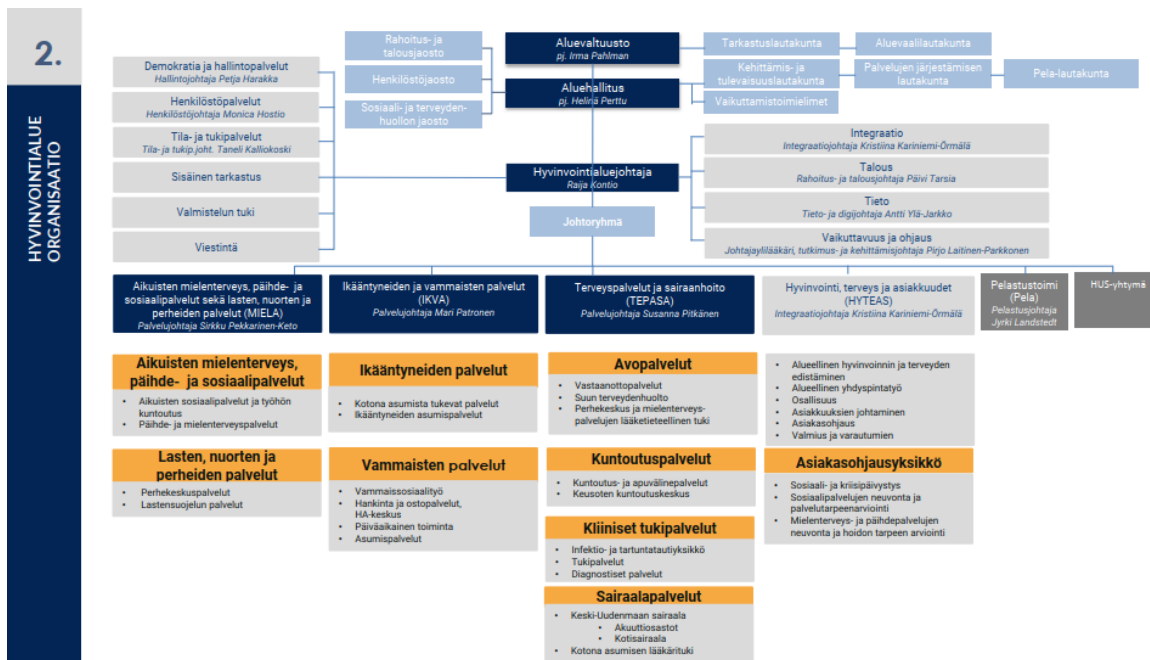 2.
HYVINVOINTIALUE
ORGANISAATIO
Demokratia ja hallintopalvelut
Hallintojohtaja Petja Harakka
Henkilöstöpalvelut
Henkilöstöjohtaja Monica Hostio
Tila- ja tukipalvelut
Tila- ja tukip.joht. Taneli Kalliokoski
Sisäinen tarkastus
Valmistelun tuki
Viestintä
Rahoitus- ja
talousjaosto
Henkilöstöjaosto
Sosiaali- ja terveyden-
huollon jaosto
Aluevaltuusto
pj. Irma Pahlman
Aluehallitus
pj. Helinä Perttu
Hyvinvointialuejohtaja
Raija Kontio
Johtoryhmä
Tarkastuslautakunta
Aluevaalilautakunta
Kehittämis- ja
tulevaisuuslautakunta
Palvelujen järjestämisen
lautakunta
Pela-lautakunta
Vaikuttamistoimielimet
Integraatio
Integraatiojohtaja Kristiina Kariniemi-Örmälä
Talous
Rahoitus- ja talousjohtaja Päivi Tarsia
Tieto
Tieto- ja digijohtaja Antti Ylä-Jarkko
Vaikuttavuus ja ohjaus
Johtajaylilääkäri, tutkimus- ja kehittämisjohtaja Pirjo Laitinen-Parkkonen
Aikuisten mielenterveys, päihde- ja
sosiaalipalvelut sekä lasten, nuorten ja
perheiden palvelut (MIELA)
Palvelujohtaja Sirkku Pekkarinen-Keto
Ikääntyneiden ja vammaisten palvelut
(IKVA)
Palvelujohtaja Mari Patronen
Terveyspalvelut ja sairaanhoito
(TEPASA)
Palvelujohtaja Susanna Pitkänen
Hyvinvointi, terveys ja asiakkuudet
(HYTEAS)
Integraatiojohtaja Kristiina Kariniemi-Örmälä
Pelastustoimi
(Pela)
Pelastusjohtaja
Jyrki Landstedt
HUS-yhtymä
Aikuisten mielenterveys,
päihde- ja sosiaalipalvelut
• Aikuisten sosiaalipalvelut ja työhön
kuntoutus
• Päihde- ja mielenterveyspalvelut
Lasten, nuorten ja
perheiden palvelut
• Perhekeskuspalvelut
• Lastensuojelun palvelut
Ikääntyneiden palvelut
• Kotona asumista tukevat palvelut
• Ikääntyneiden asumispalvelut
Vammaisten palvelut
• Vammaissosiaalityö
• Hankinta ja ostopalvelut,
HA-keskus
• Päiväaikainen toiminta
• Asumispalvelut
Avopalvelut
• Vastaanottopalvelut
• Suun terveydenhuolto
• Perhekeskus ja mielenterveys-
palvelujen lääketieteellinen tuki
Kuntoutuspalvelut
• Kuntoutus- ja apuvälinepalvelut
• Keusoten kuntoutuskeskus
Kliiniset tukipalvelut
• Infektio- ja tartuntatautiyksikkö
• Tukipalvelut
• Diagnostiset palvelut
Sairaalapalvelut
• Keski-Uudenmaan sairaala
• Akuuttiosastot
• Kotisairaala
• Kotona asumisen lääkärituki
• Alueellinen hyvinvoinnin ja terveyden
edistäminen
• Alueellinen yhdyspintatyö
• Osallisuus
• Asiakkuuksien johtaminen
• Asiakasohjaus
• Valmius ja varautumien
Asiakasohjausyksikkö
• Sosiaali- ja kriisipäivystys
• Sosiaalipalvelujen neuvonta ja
palvelutarpeenarviointi
• Mielenterveys- ja päihdepalvelujen
neuvonta ja hoidon tarpeen arviointi